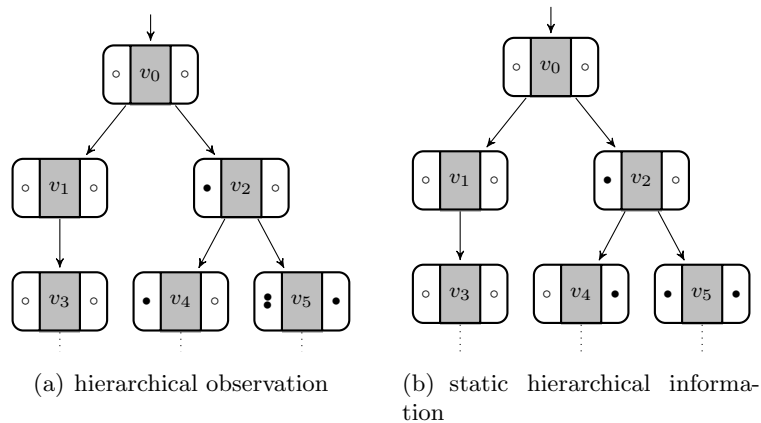 v₀ v₀
v₁ v₂ v₁ v₂
v₃ v₄ v₅ v₃ v₄ v₅
(a) hierarchical observation
(b) static hierarchical informa-
tion